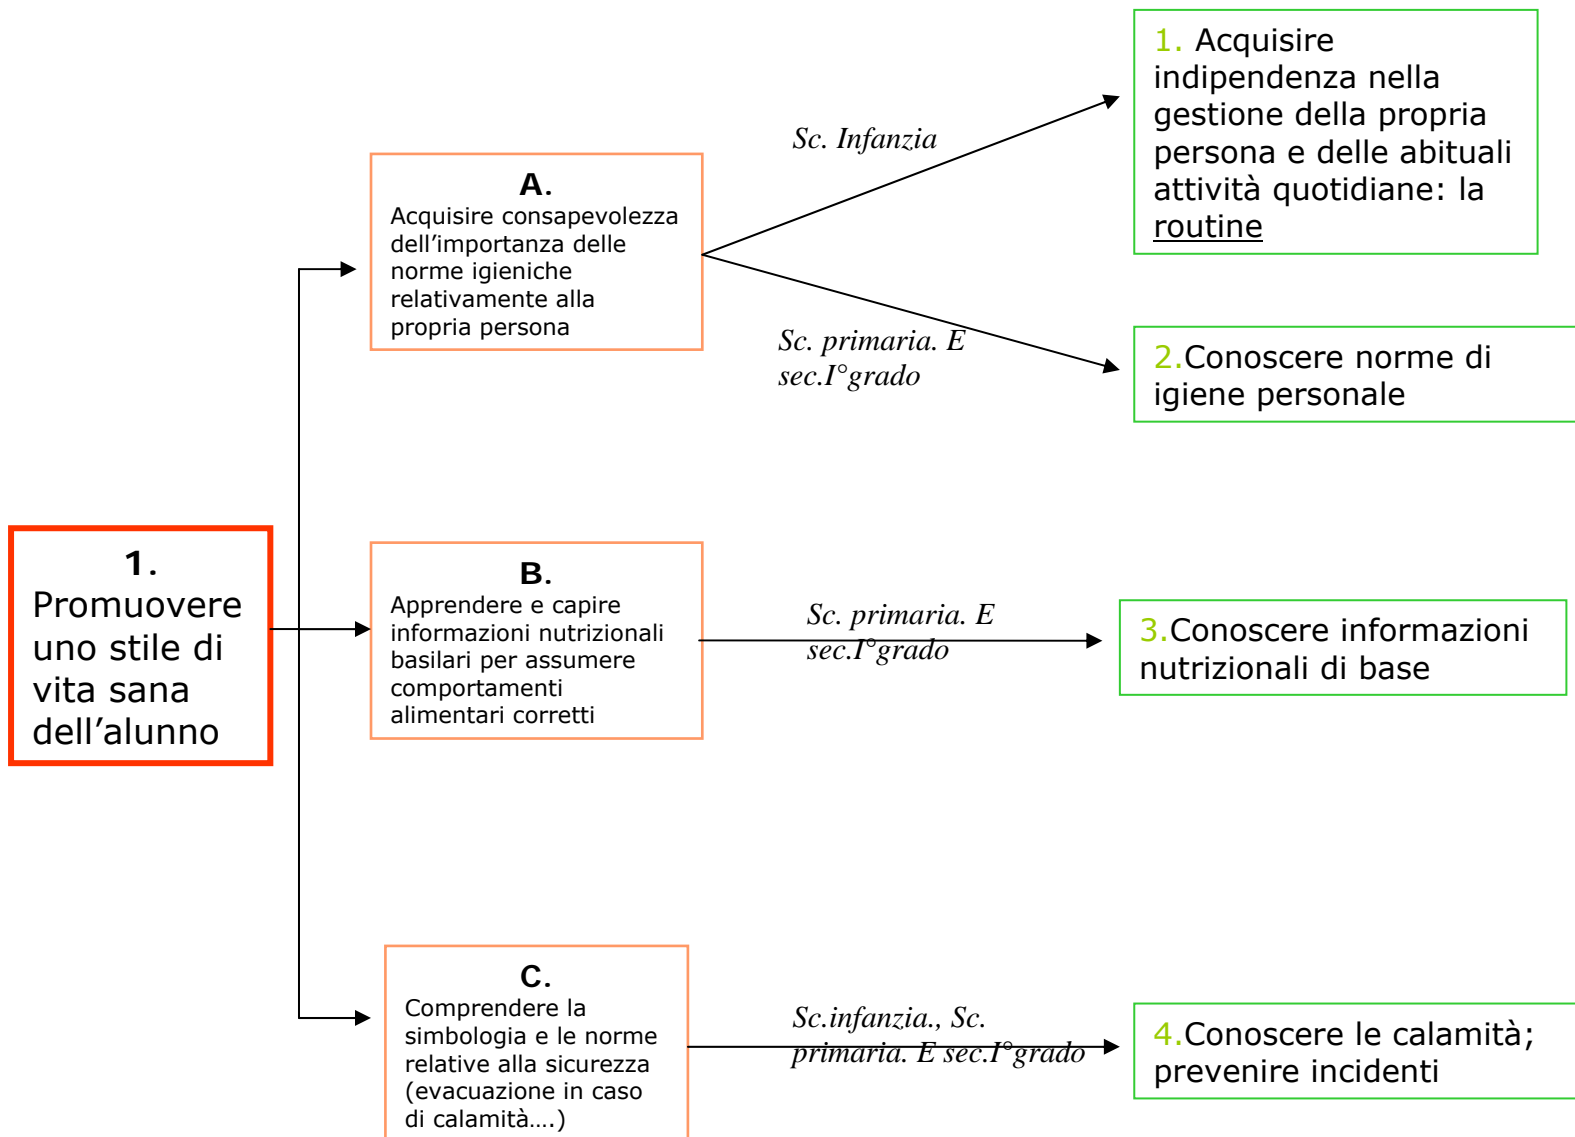 1.
Promuovere
uno stile di
vita sana
dell’alunno
A.
Acquisire consapevolezza
dell’importanza delle
norme igieniche
relativamente alla
propria persona
Sc. Infanzia
1. Acquisire
indipendenza nella
gestione della propria
persona e delle abituali
attività quotidiane: la
routine
Sc. primaria. E
sec.I°grado
2.Conoscere norme di
igiene personale
B.
Apprendere e capire
informazioni nutrizionali
basilari per assumere
comportamenti
alimentari corretti
Sc. primaria. E
sec.I°grado
3.Conoscere informazioni
nutrizionali di base
C.
Comprendere la
simbologia e le norme
relative alla sicurezza
(evacuazione in caso
di calamità….)
Sc.infanzia., Sc.
primaria. E sec.I°grado
4.Conoscere le calamità;
prevenire incidenti